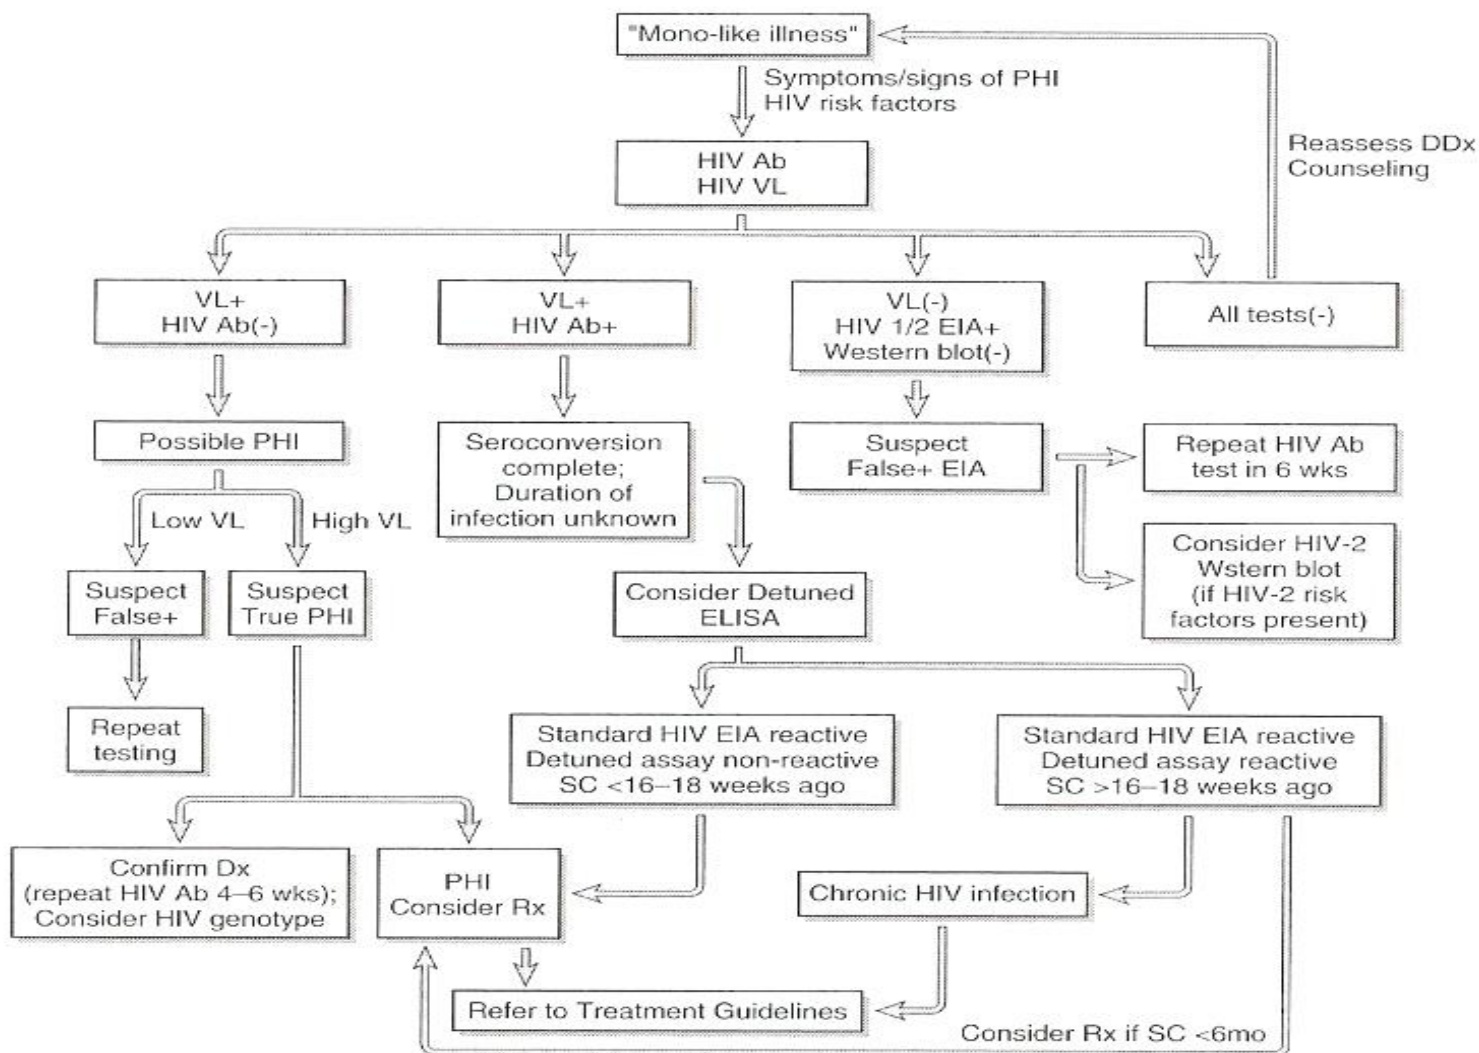 "Mono-like illness"
Symptoms/signs of PHI
HIV risk factors
Reassess DDx
Counseling
HIV Ab
HIV VL
VL+
HIV Ab(-)
VL+
HIV Ab+
VL(-)
HIV 1/2 EIA+
Western blot(-)
All tests(-)
Possible PHI
Seroconversion
complete;
Duration of
infection unknown
Suspect
False+ EIA
Repeat HIV Ab
test in 6 wks
Low VL
High VL
Consider HIV-2
Wstern blot
(if HIV-2 risk
factors present)
Suspect
False+
Suspect
True PHI
Consider Detuned
ELISA
Repeat
testing
Standard HIV EIA reactive
Detuned assay non-reactive
SC <16–18 weeks ago
Standard HIV EIA reactive
Detuned assay reactive
SC >16–18 weeks ago
Confirm Dx
(repeat HIV Ab 4–6 wks);
Consider HIV genotype
PHI
Consider Rx
Chronic HIV infection
Refer to Treatment Guidelines
Consider Rx if SC <6mo